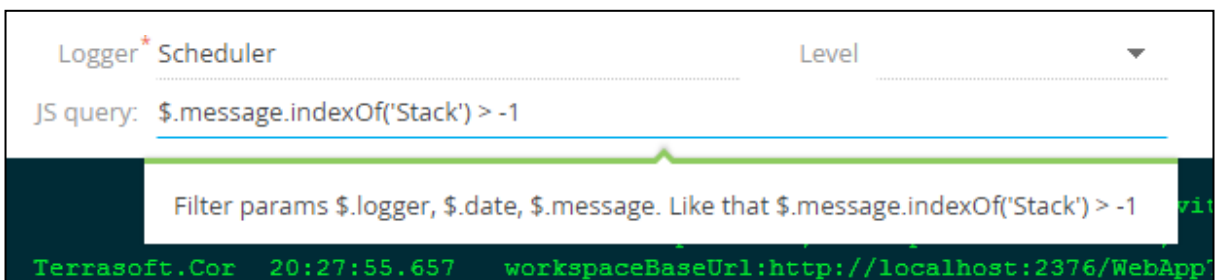 Logger* Scheduler Level
JS query: $.message.indexOf('Stack') > -1
Filter params $.logger, $.date, $.message. Like that $.message.indexOf('Stack') > -1
Terrasoft.Cor 20:27:55.657 workspaceBaseUrl:http://localhost:2376/WebApp